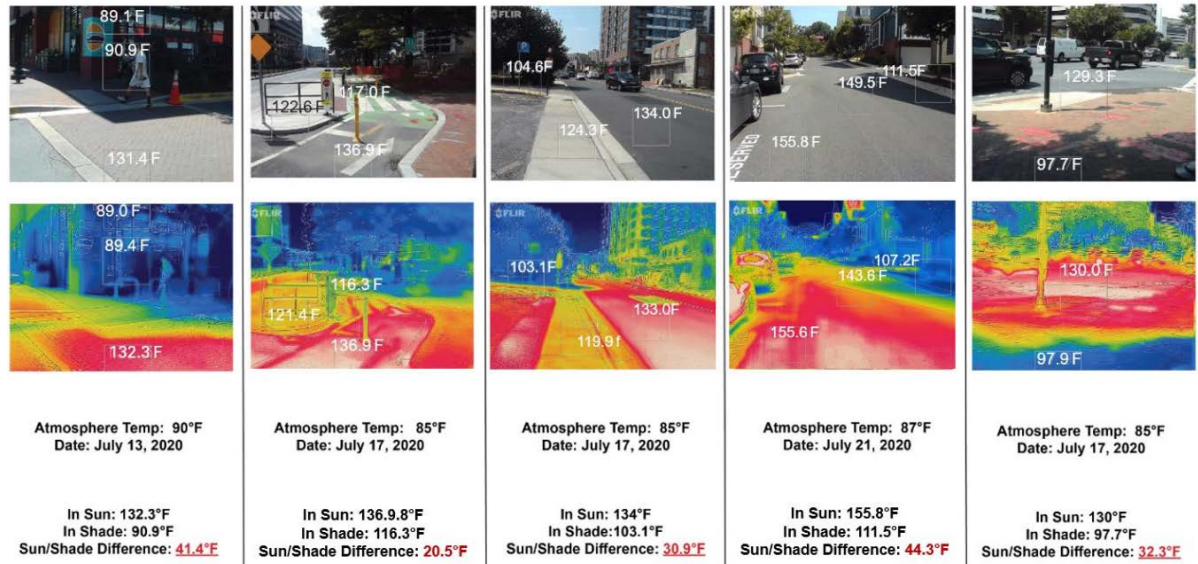 89.1 F
90.9 F
131.4 F
122.6 F
117.0 F
136.9 F
FLIR
104.6F
124.3 F
134.0 F
FLIR
111.5F
149.5 F
155.8 F
RESERVED
129.3 F
97.7 F
89.0 F
89.4 F
132.3 F
FLIR
116.3 F
121.4 F
136.9 F
FLIR
103.1F
133.0F
119.9 f
FLIR
107.2F
143.6 F
155.6 F
130.0 F
97.9 F
Atmosphere Temp: 90°F
Date: July 13, 2020
In Sun: 132.3°F
In Shade: 90.9°F
Sun/Shade Difference: 41.4°F
Atmosphere Temp: 85°F
Date: July 17, 2020
In Sun: 136.9.8°F
In Shade: 116.3°F
Sun/Shade Difference: 20.5°F
Atmosphere Temp: 85°F
Date: July 17, 2020
In Sun: 134°F
In Shade:103.1°F
Sun/Shade Difference: 30.9°F
Atmosphere Temp: 87°F
Date: July 21, 2020
In Sun: 155.8°F
In Shade: 111.5°F
Sun/Shade Difference: 44.3°F
Atmosphere Temp: 85°F
Date: July 17, 2020
In Sun: 130°F
In Shade: 97.7°F
Sun/Shade Difference: 32.3°F